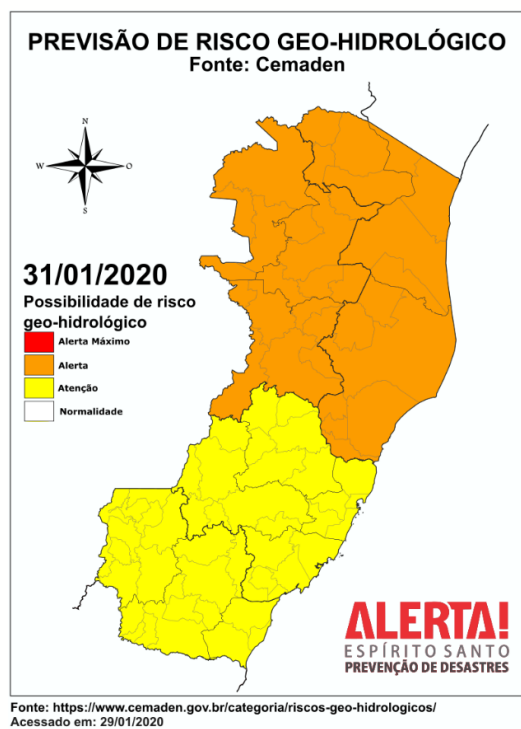 PREVISÃO DE RISCO GEO-HIDROLÓGICO
Fonte: Cemaden
N
W O
S
31/01/2020
Possibilidade de risco
geo-hidrológico
Alerta Máximo
Alerta
Atenção
Normalidade
ALERTA!
ESPÍRITO SANTO
PREVENÇÃO DE DESASTRES
Fonte: https://www.cemaden.gov.br/categoria/riscos-geo-hidrologicos/
Acessado em: 29/01/2020